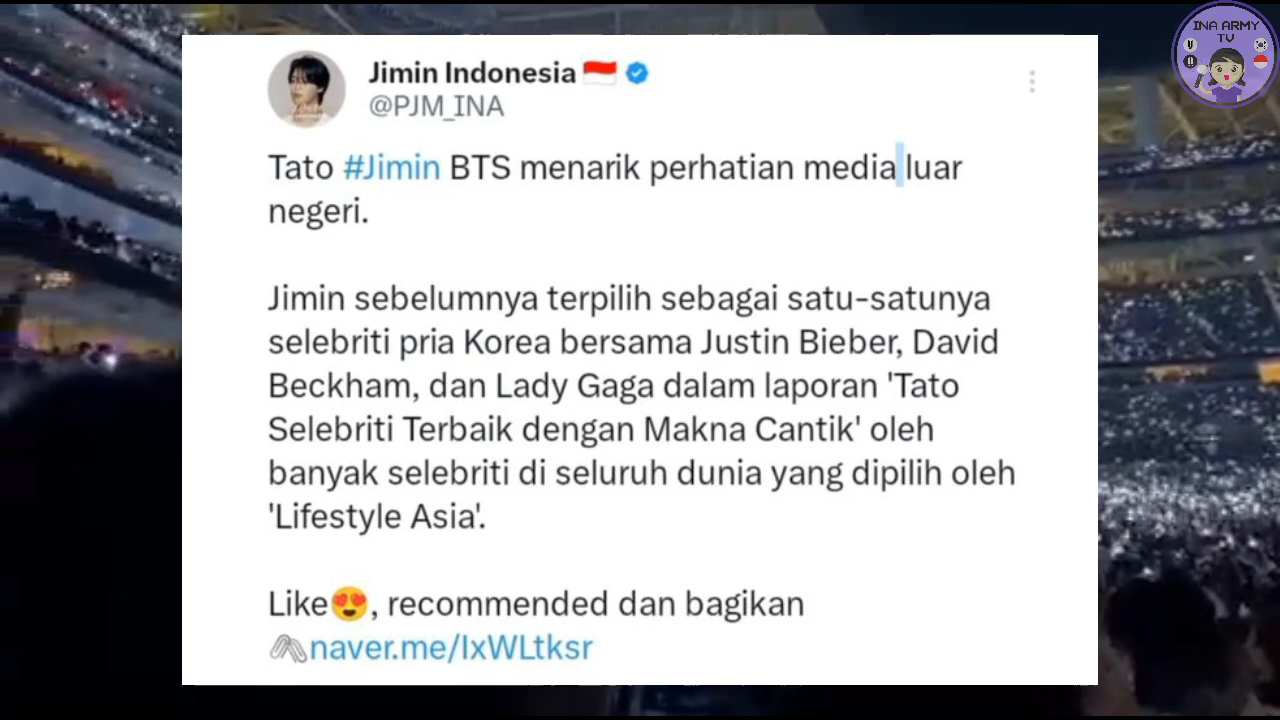 INA ARMY
TV
Jimin Indonesia 🇮🇩
@PJM_INA
Tato #Jimin BTS menarik perhatian media luar
negeri.
Jimin sebelumnya terpilih sebagai satu-satunya
selebriti pria Korea bersama Justin Bieber, David
Beckham, dan Lady Gaga dalam laporan 'Tato
Selebriti Terbaik dengan Makna Cantik' oleh
banyak selebriti di seluruh dunia yang dipilih oleh
'Lifestyle Asia'.
Like😍, recommended dan bagikan
🖇naver.me/IxWLtksr